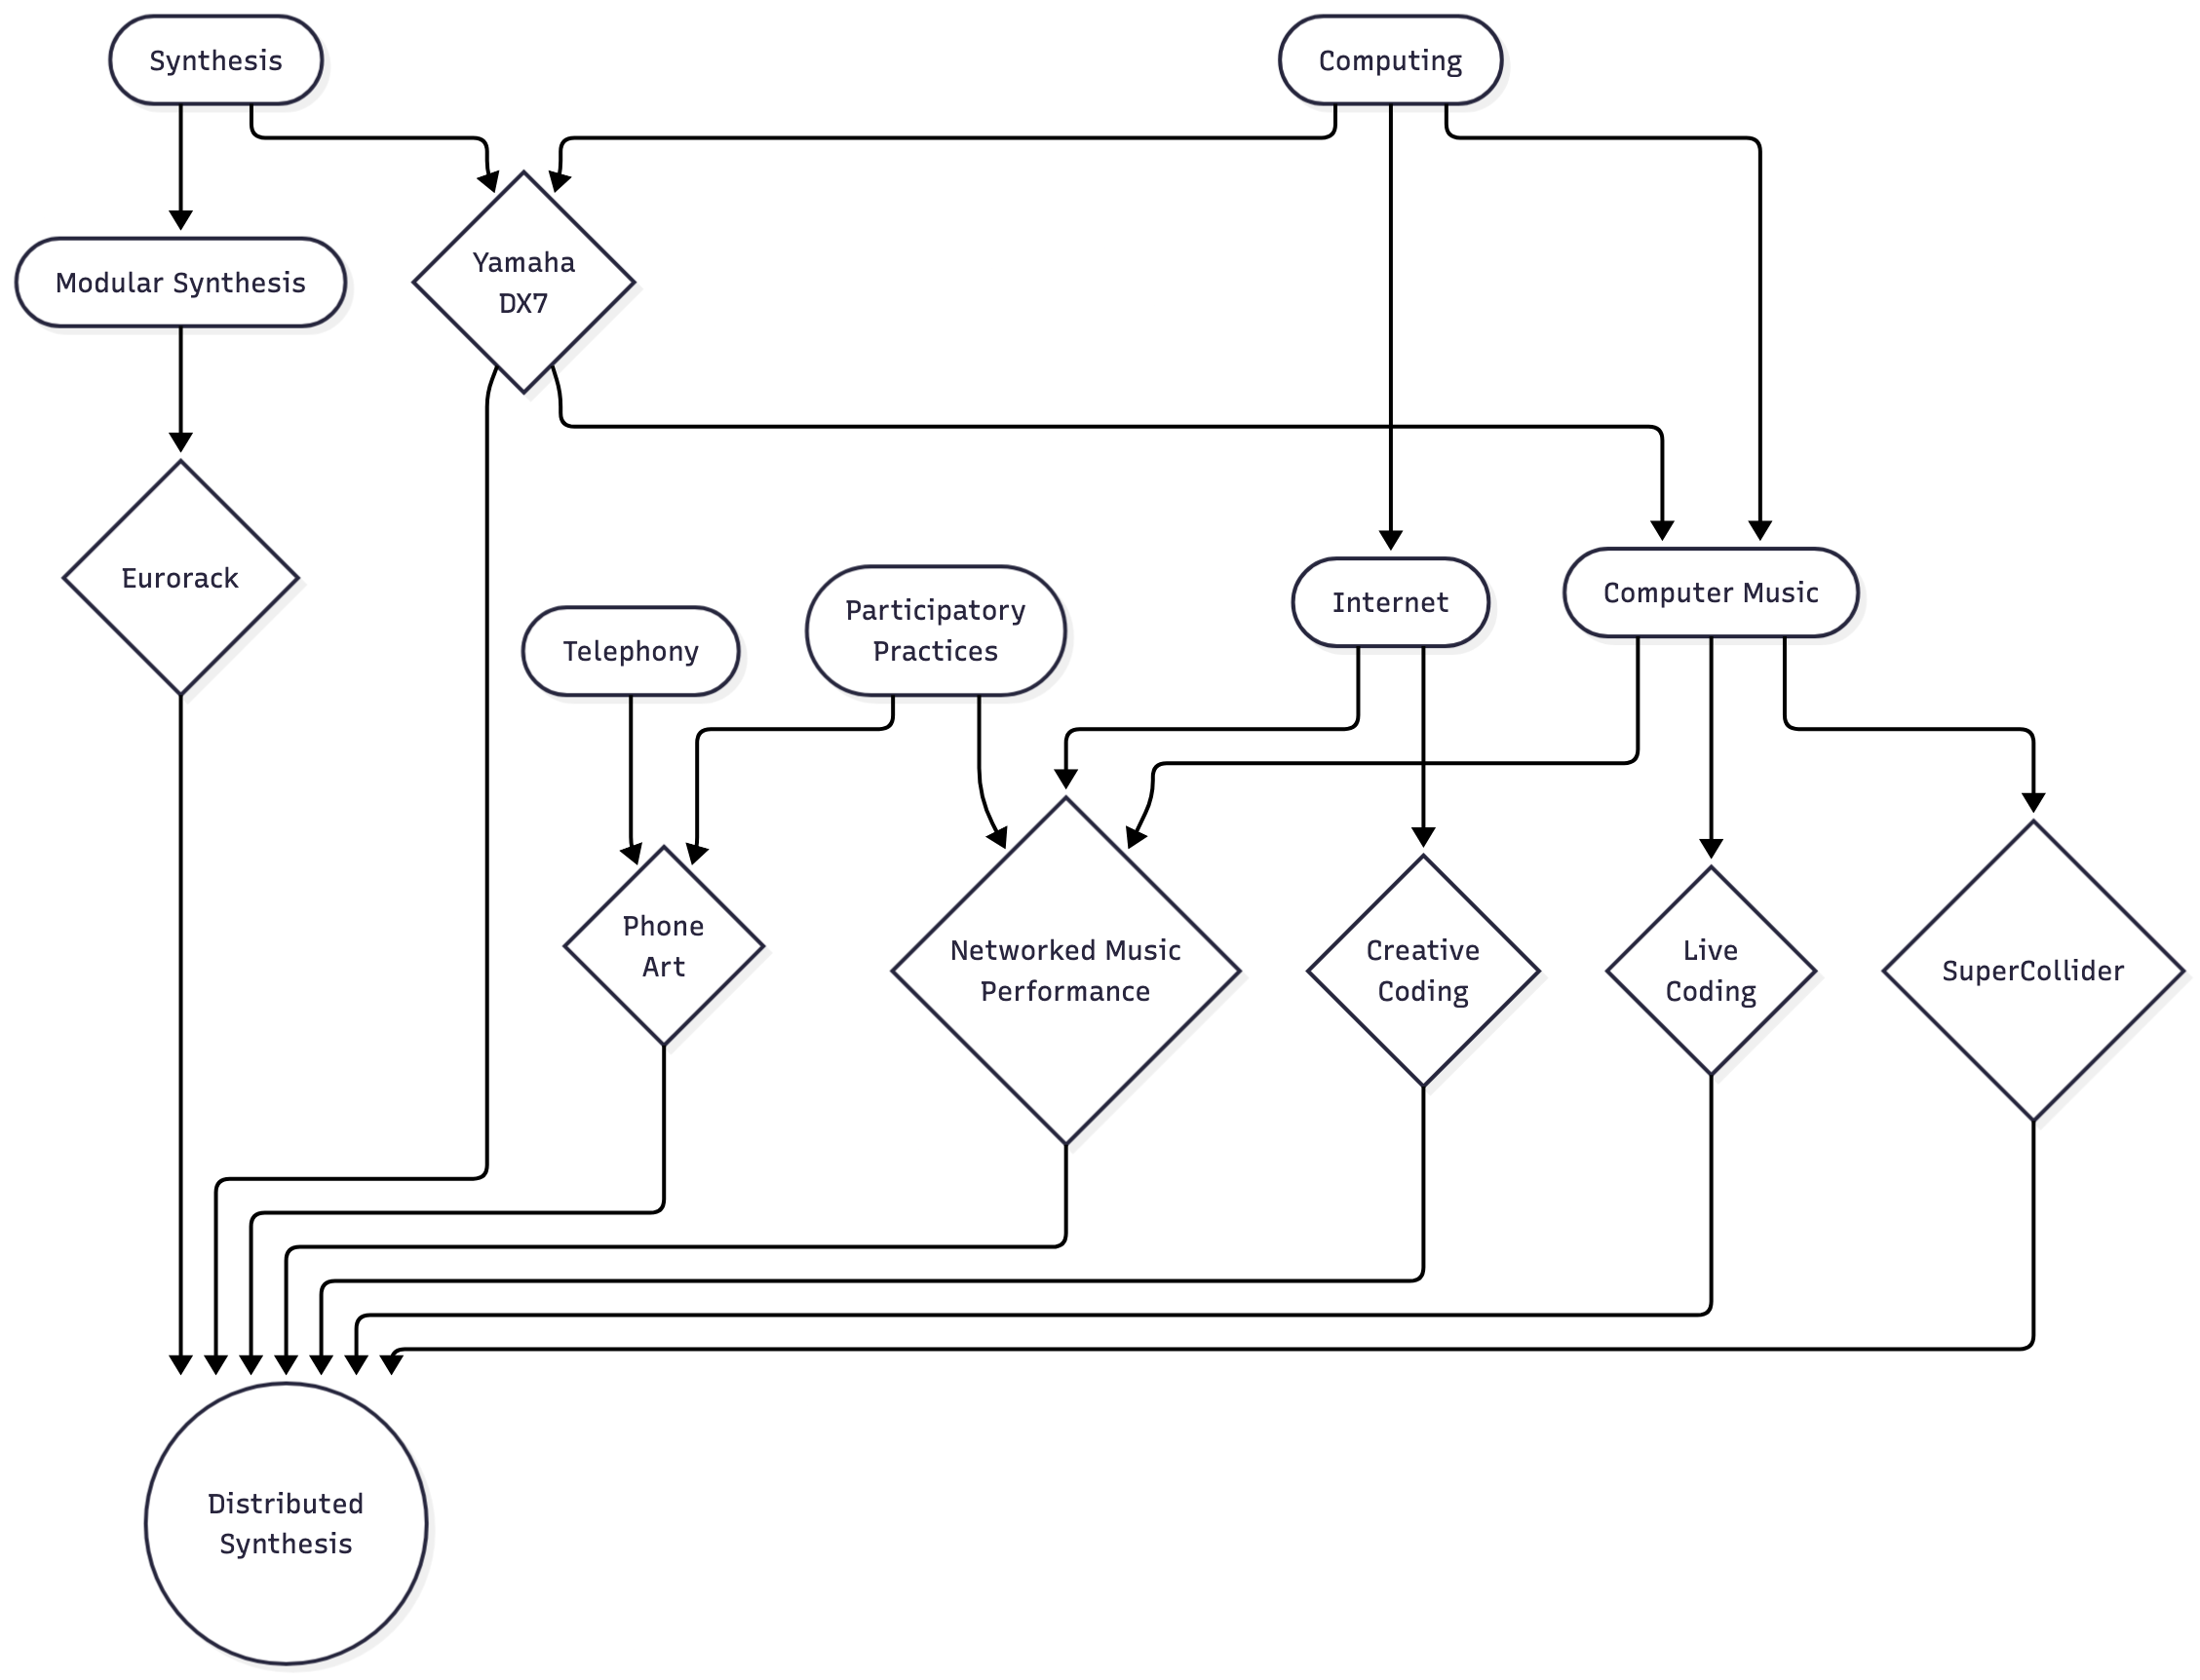 Synthesis
Computing
Modular Synthesis
Yamaha
DX7
Eurorack
Telephony
Participatory
Practices
Internet
Computer Music
Phone
Art
Networked Music
Performance
Creative
Coding
Live
Coding
SuperCollider
Distributed
Synthesis